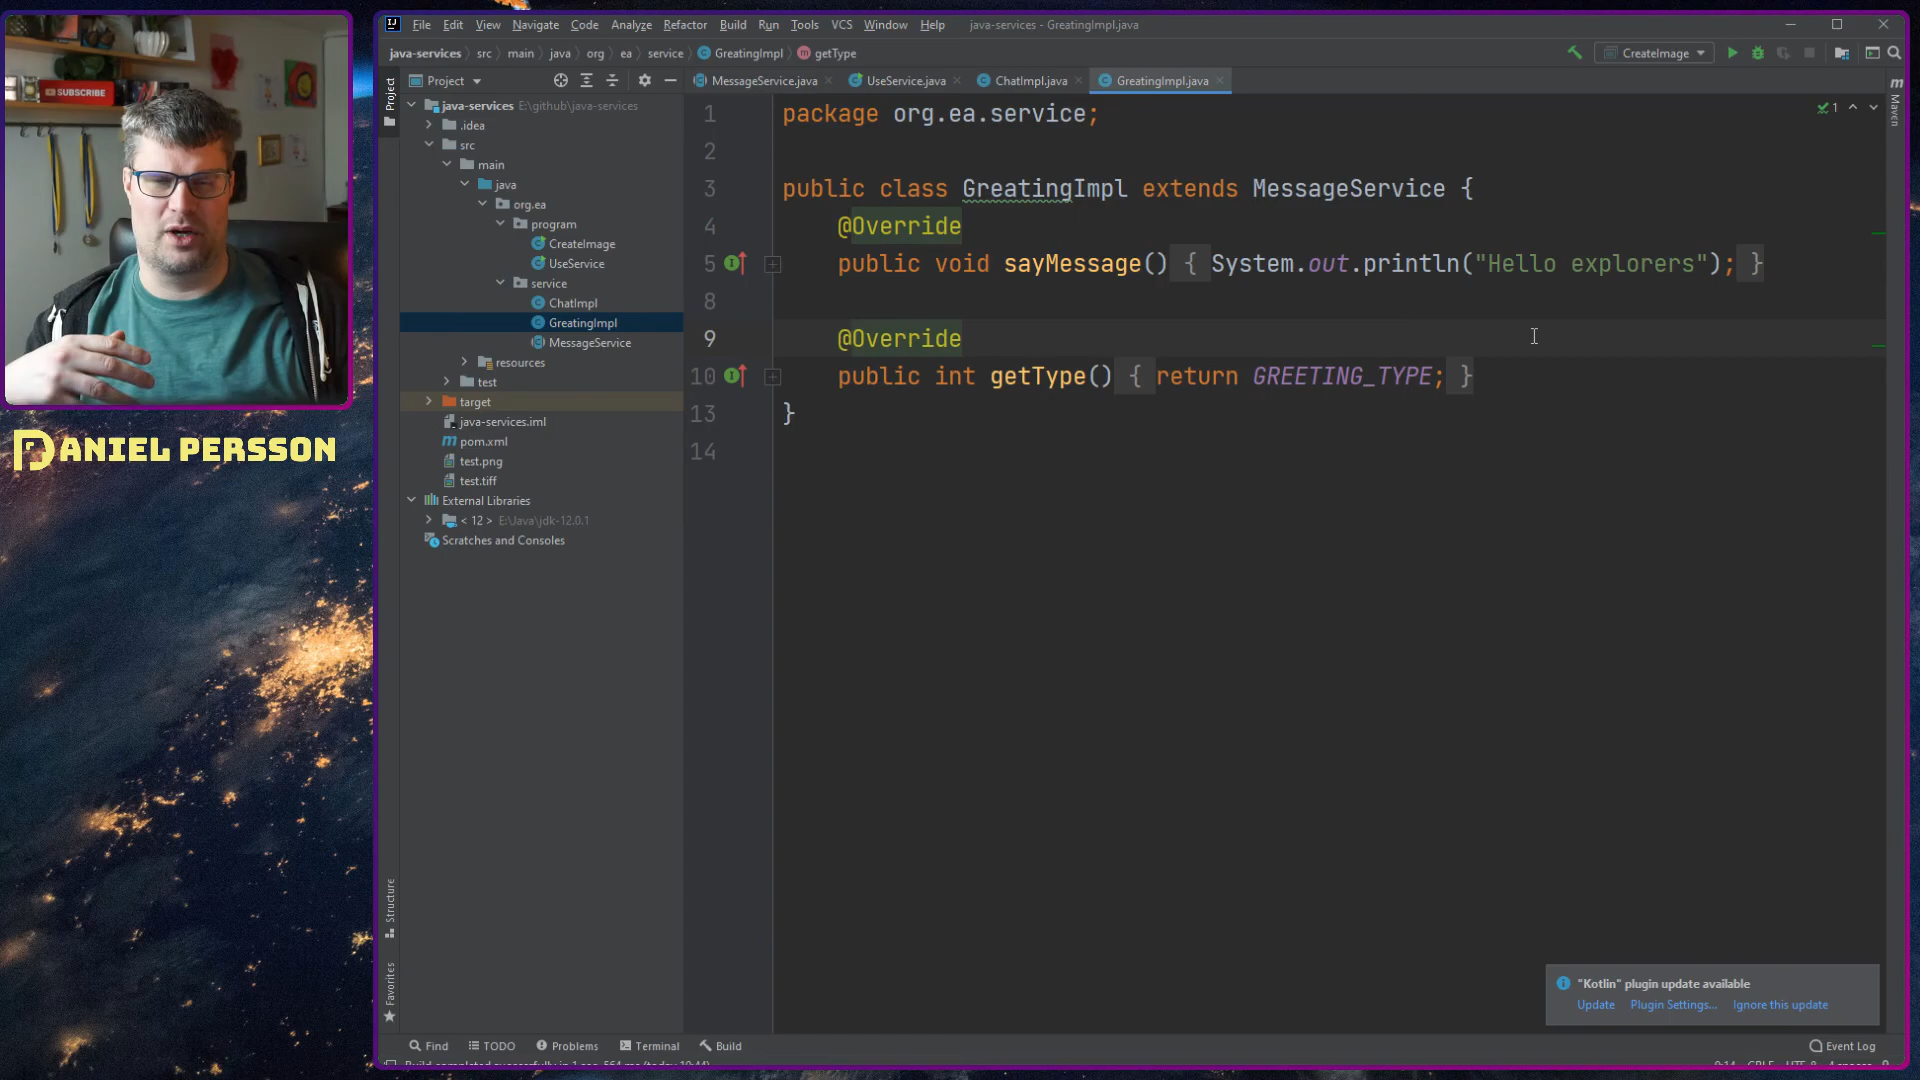 SUBSCRIBE
DANIEL PERSSON
File Edit View Navigate Code Analyze Refactor Build Run Tools VCS Window Help java-services - GreatingImpl.java
java-services src main java org ea service GreatingImpl getType CreateImage
Project MessageService.java UseService.java ChatImpl.java GreatingImpl.java
Project
java-services E:\github\java-services
.idea
src
main
java
org.ea
program
CreateImage
UseService
service
ChatImpl
GreatingImpl
MessageService
resources
test
target
java-services.iml
pom.xml
test.png
test.tiff
External Libraries
< 12 > E:\Java\jdk-12.0.1
Scratches and Consoles
Structure
Favorites
1 package org.ea.service;
2
3 public class GreatingImpl extends MessageService {
4 @Override
5 public void sayMessage() { System.out.println("Hello explorers"); }
8
9 @Override
10 public int getType() { return GREETING_TYPE; }
13 }
14
1
m Maven
"Kotlin" plugin update available
Update Plugin Settings... Ignore this update
Find TODO Problems Terminal Build Event Log